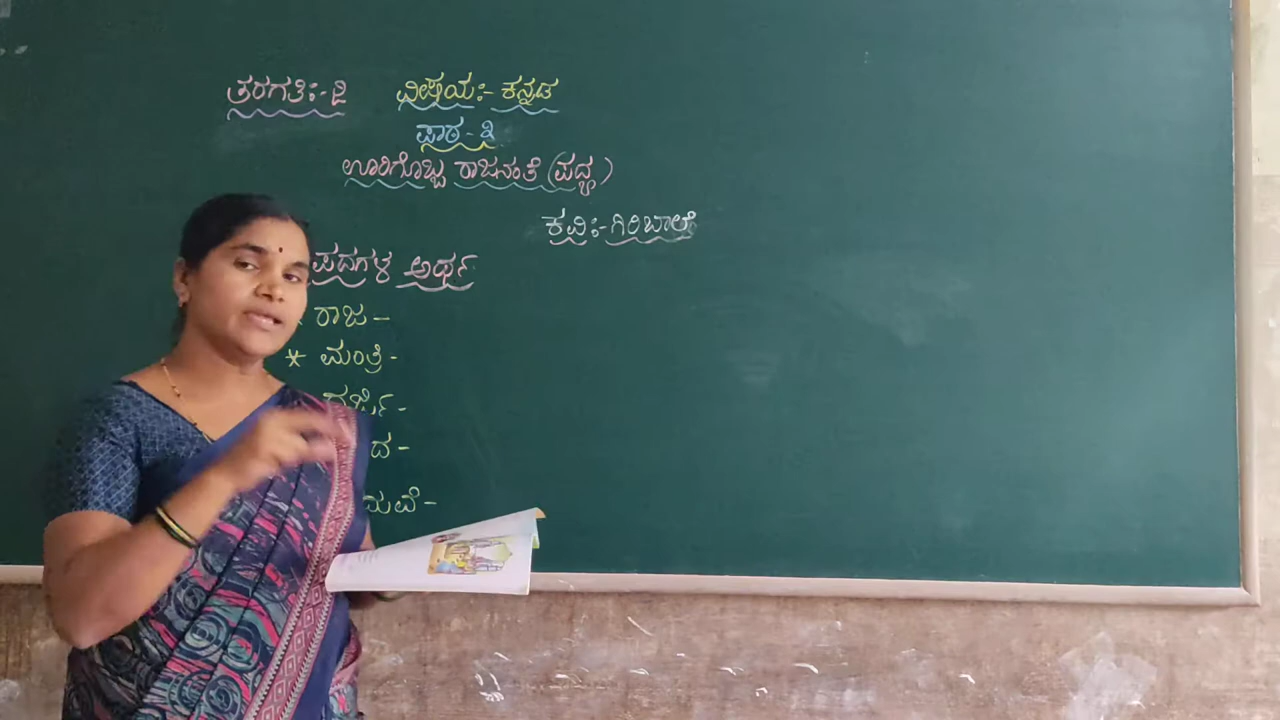 ತರಗತಿ:-೨ ವಿಷಯ:- ಕನ್ನಡ
ಪಾಠ-೩
ಊರಿಗೊಬ್ಬ ರಾಜನಂತೆ (ಪದ್ಯ)
ಕವಿ:-ಗಿರಿಬಾಲೆ
ಪದಗಳ ಅರ್ಥ
* ರಾಜ -
* ಮಂತ್ರಿ -